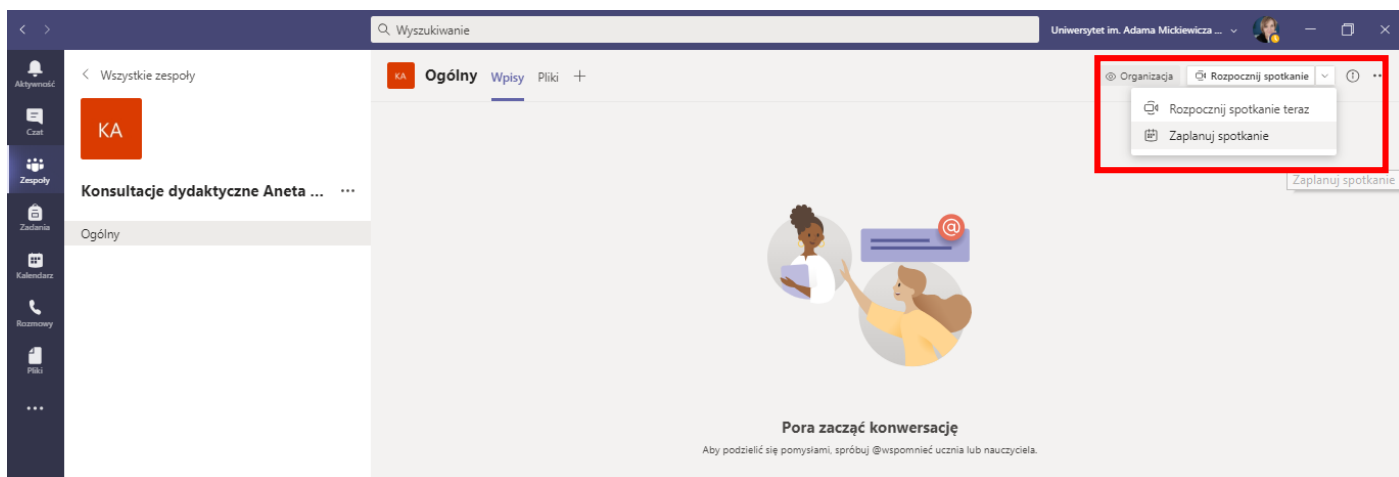 Wyszukiwanie
Uniwersytet im. Adama Mickiewicza ...
Aktywność
Czat
Zespoły
Zadania
Kalendarz
Rozmowy
Pliki
Wszystkie zespoły
KA
Konsultacje dydaktyczne Aneta ... ...
Ogólny
KA Ogólny Wpisy Pliki +
Organizacja Rozpocznij spotkanie
Rozpocznij spotkanie teraz
Zaplanuj spotkanie
Zaplanuj spotkanie
@
Pora zacząć konwersację
Aby podzielić się pomysłami, spróbuj @wspomnieć ucznia lub nauczyciela.